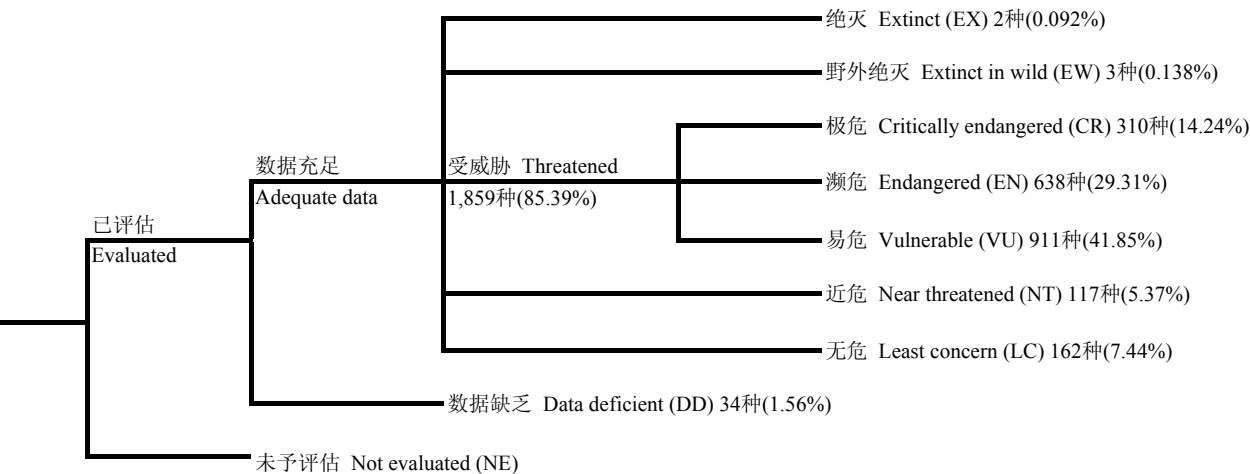 绝灭 Extinct (EX) 2种(0.092%)
野外绝灭 Extinct in wild (EW) 3种(0.138%)
极危 Critically endangered (CR) 310种(14.24%)
数据充足
Adequate data
受威胁 Threatened
1,859种(85.39%)
濒危 Endangered (EN) 638种(29.31%)
已评估
Evaluated
易危 Vulnerable (VU) 911种(41.85%)
近危 Near threatened (NT) 117种(5.37%)
无危 Least concern (LC) 162种(7.44%)
数据缺乏 Data deficient (DD) 34种(1.56%)
未予评估 Not evaluated (NE)